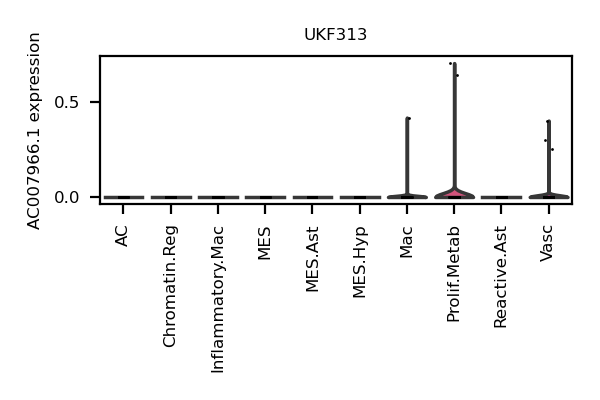 UKF313
AC007966.1 expression
0.5
0.0
AC
Chromatin.Reg
Inflammatory.Mac
MES
MES.Ast
MES.Hyp
Mac
Prolif.Metab
Reactive.Ast
Vasc